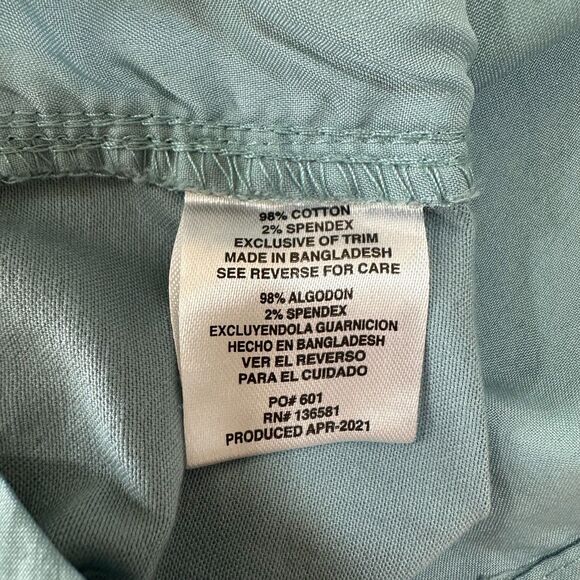 98% COTTON
2% SPENDEX
EXCLUSIVE OF TRIM
MADE IN BANGLADESH
SEE REVERSE FOR CARE
98% ALGODON
2% SPENDEX
EXCLUYENDOLA GUARNICION
HECHO EN BANGLADESH
VER EL REVERSO
PARA EL CUIDADO
PO# 601
RN# 136581
PRODUCED APR-2021